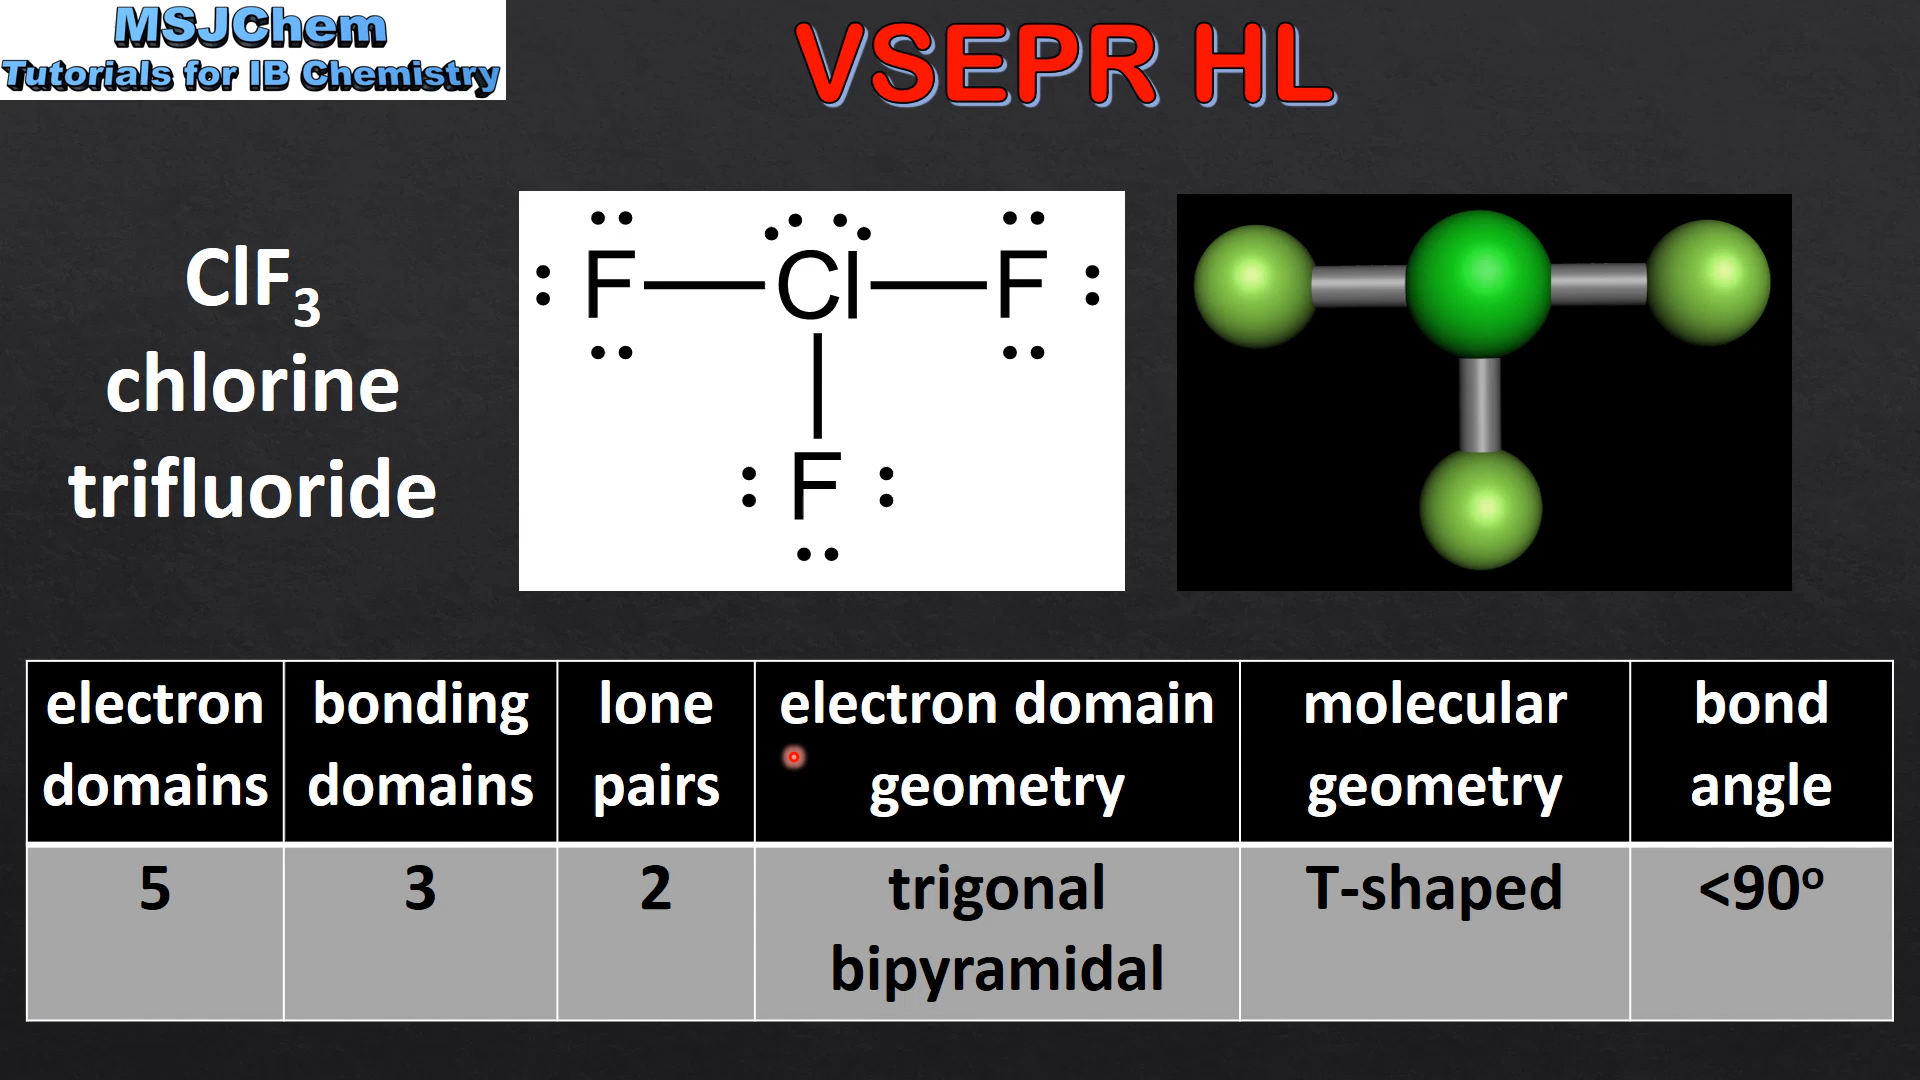 MSJChem
Tutorials for IB Chemistry
VSEPR HL
ClF₃
chlorine
trifluoride
F Cl F
F
electron domains
bonding domains
lone pairs
electron domain geometry
molecular geometry
bond angle
5
3
2
trigonal bipyramidal
T-shaped
<90º